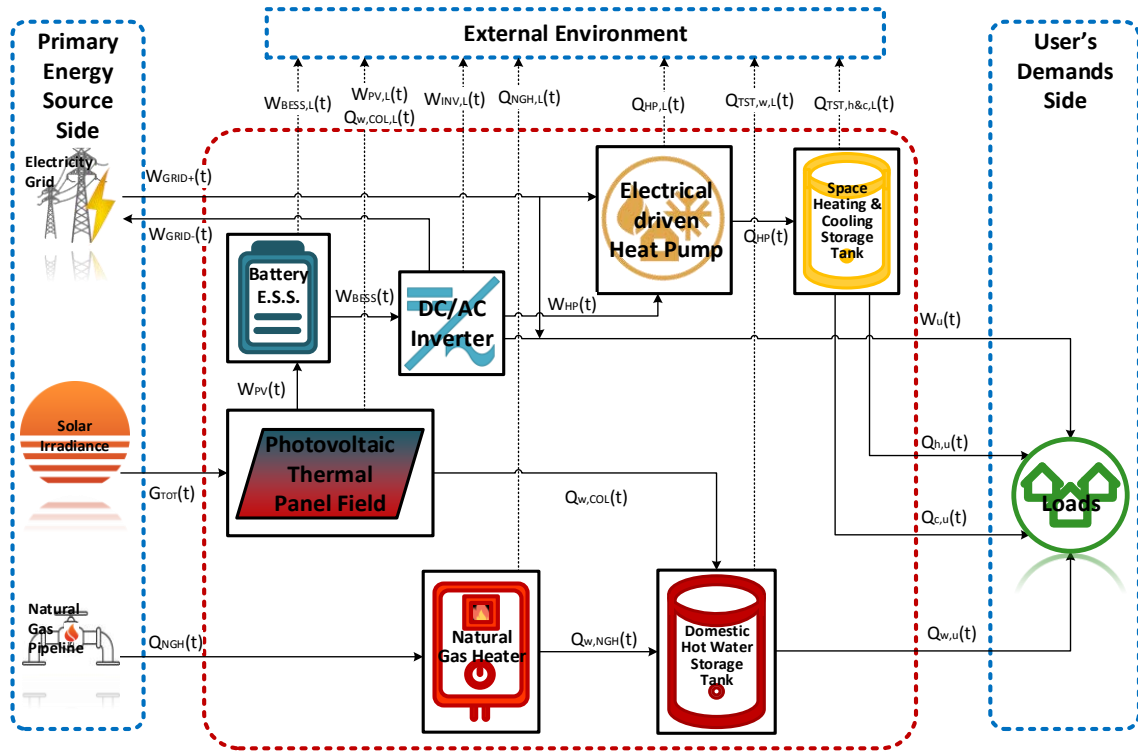 External Environment
Primary
Energy
Source
Side
User's
Demands
Side
WBESS,L(t)
WPV,L(t)
Qw,COL,L(t)
WINV,L(t)
QNGH,L(t)
QHP,L(t)
QTST,w,L(t)
QTST,h&c,L(t)
Electricity
Grid
WGRID+(t)
WGRID-(t)
Electrical
driven
Heat Pump
QHP(t)
Space
Heating &
Cooling
Storage
Tank
Battery
E.S.S.
WBESS(t)
DC/AC
Inverter
WHP(t)
Wu(t)
WPV(t)
Solar
Irradiance
GTOT(t)
Photovoltaic
Thermal
Panel Field
Qw,COL(t)
Qh,u(t)
Qc,u(t)
Loads
Natural
Gas
Pipeline
QNGH(t)
Natural
Gas Heater
Qw,NGH(t)
Domestic
Hot Water
Storage
Tank
Qw,u(t)